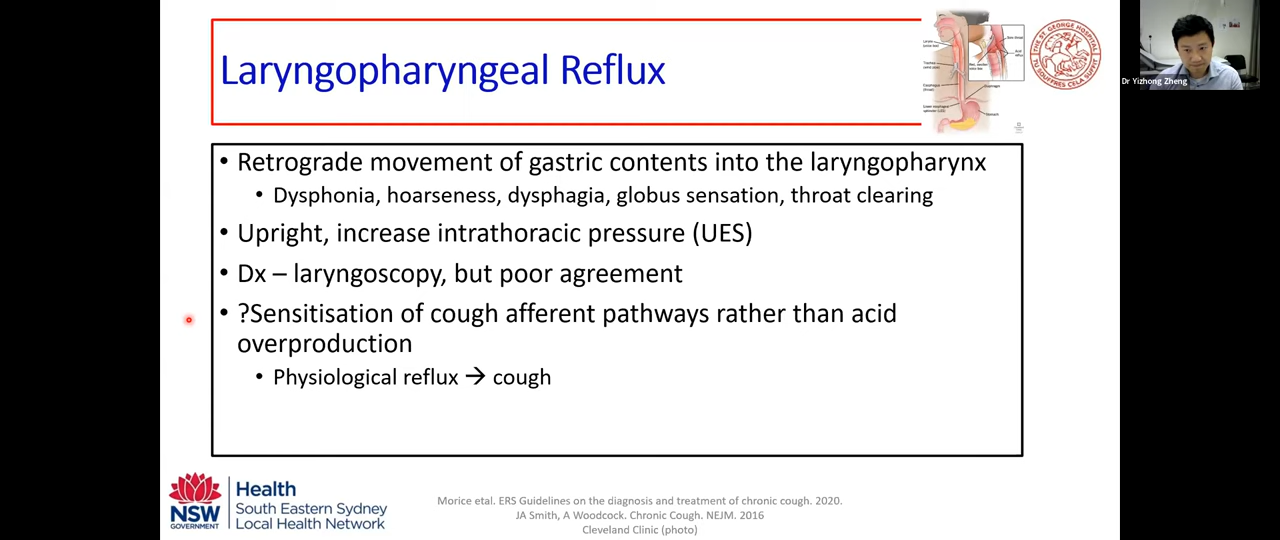 Laryngopharyngeal Reflux
Dr Yizhong Zheng
• Retrograde movement of gastric contents into the laryngopharynx
• Dysphonia, hoarseness, dysphagia, globus sensation, throat clearing
• Upright, increase intrathoracic pressure (UES)
• Dx – laryngoscopy, but poor agreement
• ?Sensitisation of cough afferent pathways rather than acid
overproduction
• Physiological reflux → cough
NSW
GOVERNMENT
Health
South Eastern Sydney
Local Health Network
Morice etal. ERS Guidelines on the diagnosis and treatment of chronic cough. 2020.
JA Smith, A Woodcock. Chronic Cough. NEJM. 2016
Cleveland Clinic (photo)